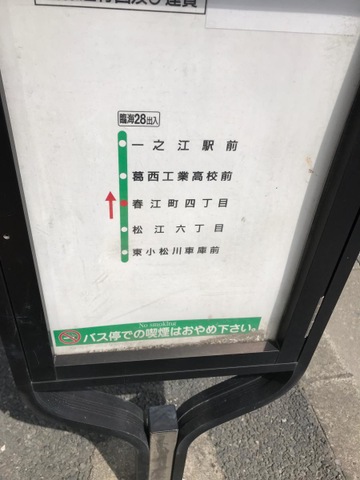 臨海28出入
一之江駅前
葛西工業高校前
春江町四丁目
松江六丁目
東小松川車庫前
No smoking
バス停での喫煙はおやめ下さい。